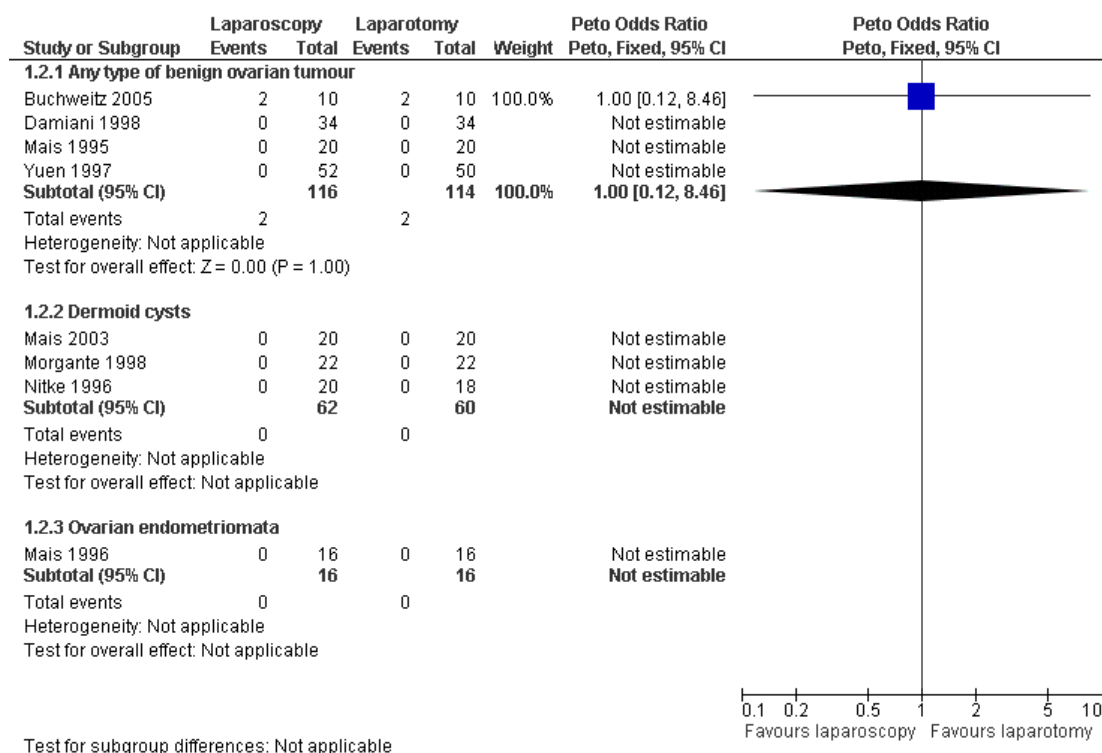 Laparoscopy Laparotomy Peto Odds Ratio Peto Odds Ratio
Study or Subgroup Events Total Events Total Weight Peto, Fixed, 95% CI Peto, Fixed, 95% CI
1.2.1 Any type of benign ovarian tumour
Buchweitz 2005 2 10 2 10 100.0% 1.00 [0.12, 8.46]
Damiani 1998 0 34 0 34 Not estimable
Mais 1995 0 20 0 20 Not estimable
Yuen 1997 0 52 0 50 Not estimable
Subtotal (95% CI) 116 114 100.0% 1.00 [0.12, 8.46]
Total events 2 2
Heterogeneity: Not applicable
Test for overall effect: Z = 0.00 (P = 1.00)
1.2.2 Dermoid cysts
Mais 2003 0 20 0 20 Not estimable
Morgante 1998 0 22 0 22 Not estimable
Nitke 1996 0 20 0 18 Not estimable
Subtotal (95% CI) 62 60 Not estimable
Total events 0 0
Heterogeneity: Not applicable
Test for overall effect: Not applicable
1.2.3 Ovarian endometriomata
Mais 1996 0 16 0 16 Not estimable
Subtotal (95% CI) 16 16 Not estimable
Total events 0 0
Heterogeneity: Not applicable
Test for overall effect: Not applicable
0.1 0.2 0.5 1 2 5 10
Favours laparoscopy Favours laparotomy
Test for subgroup differences: Not applicable